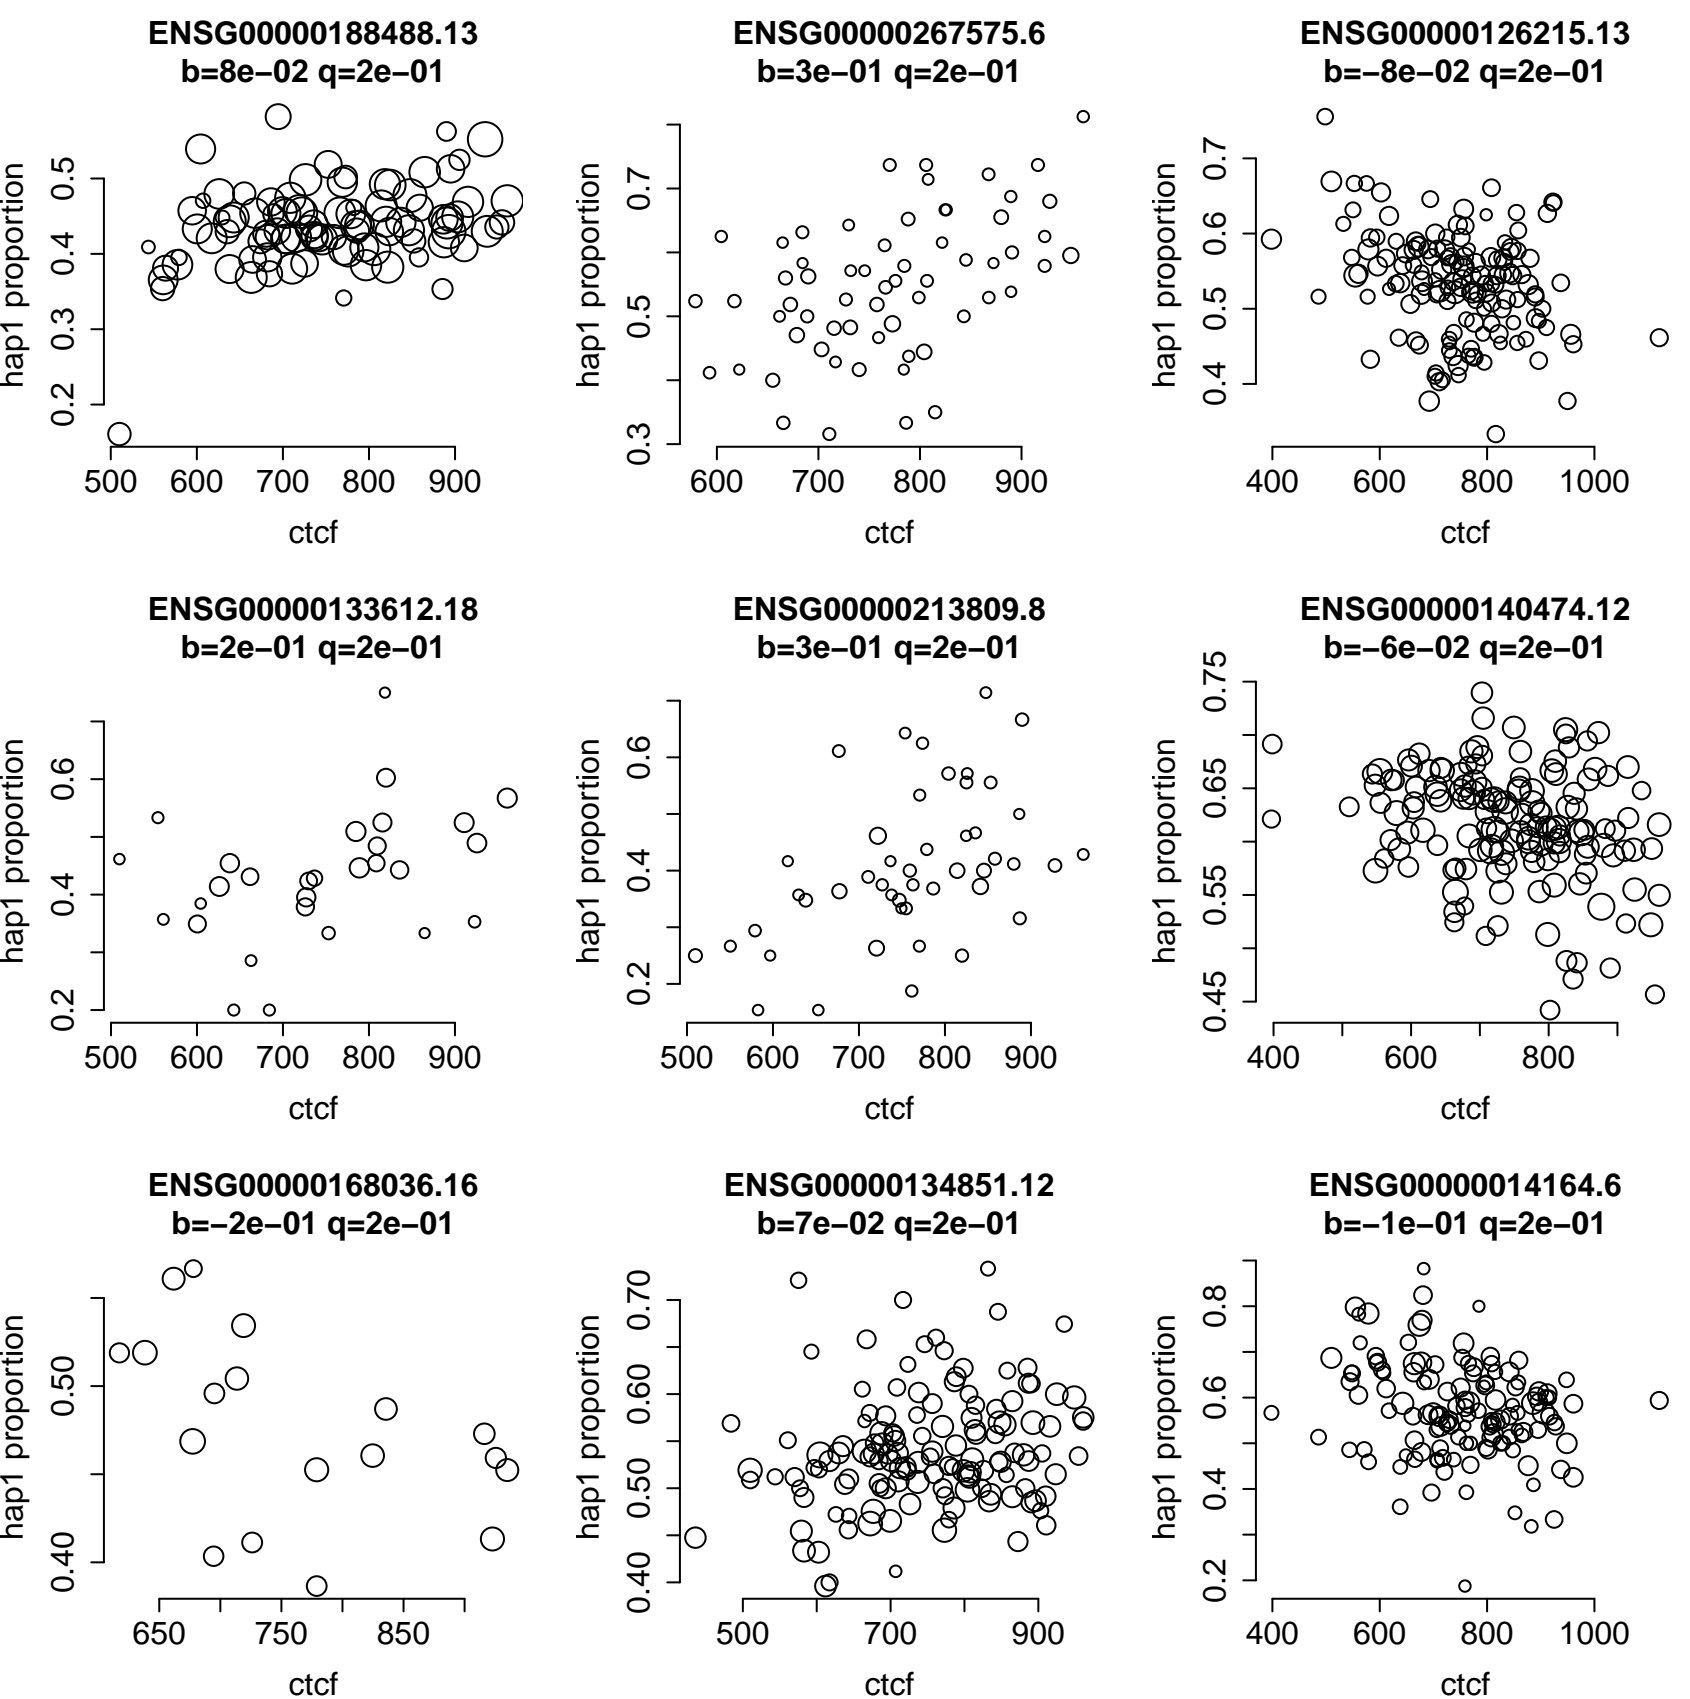 ENSG00000188488.13
b=8e−02 q=2e−01
hap1 proportion
0.5
0.4
0.3
0.2
500 600 700 800 900
ctcf
ENSG00000267575.6
b=3e−01 q=2e−01
hap1 proportion
0.7
0.5
0.3
600 700 800 900
ctcf
ENSG00000126215.13
b=−8e−02 q=2e−01
hap1 proportion
0.7
0.6
0.5
0.4
400 600 800 1000
ctcf
ENSG00000133612.18
b=2e−01 q=2e−01
hap1 proportion
0.6
0.4
0.2
500 600 700 800 900
ctcf
ENSG00000213809.8
b=3e−01 q=2e−01
hap1 proportion
0.6
0.4
0.2
500 600 700 800 900
ctcf
ENSG00000140474.12
b=−6e−02 q=2e−01
hap1 proportion
0.75
0.65
0.55
0.45
400 600 800
ctcf
ENSG00000168036.16
b=−2e−01 q=2e−01
hap1 proportion
0.50
0.40
650 750 850
ctcf
ENSG00000134851.12
b=7e−02 q=2e−01
hap1 proportion
0.70
0.60
0.50
0.40
500 700 900
ctcf
ENSG00000014164.6
b=−1e−01 q=2e−01
hap1 proportion
0.8
0.6
0.4
0.2
400 600 800 1000
ctcf